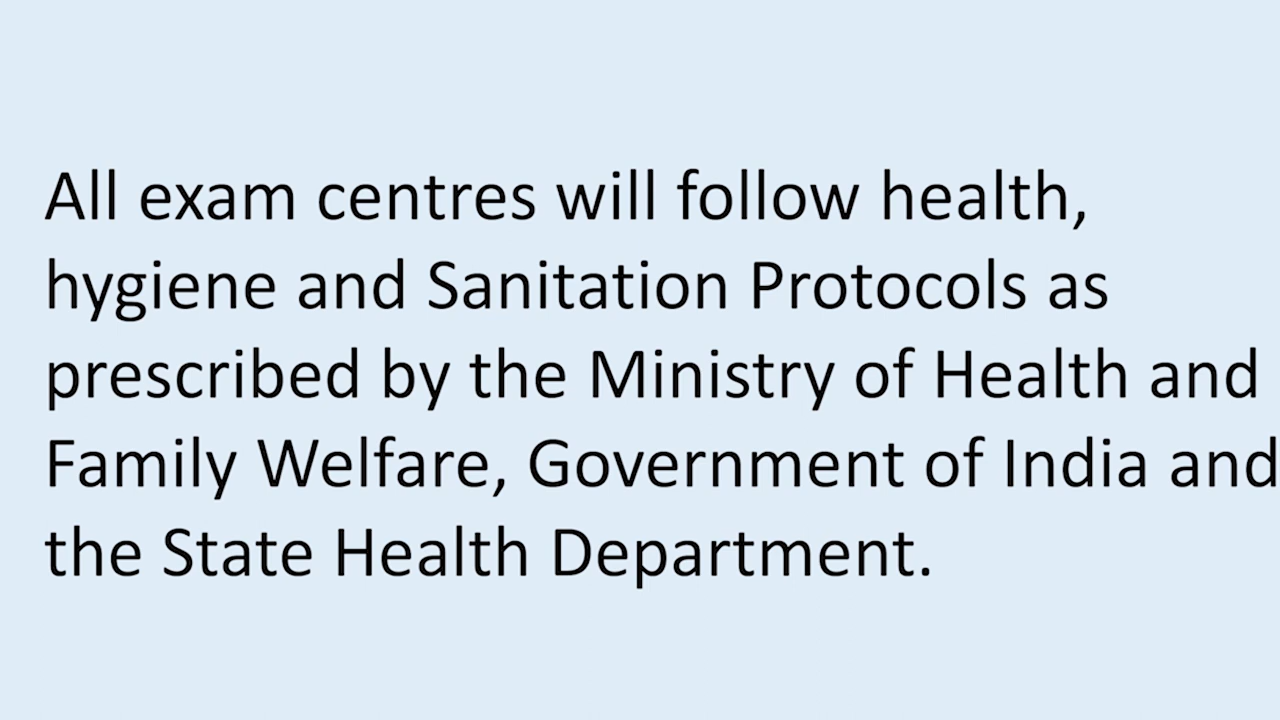 All exam centres will follow health,
hygiene and Sanitation Protocols as
prescribed by the Ministry of Health and
Family Welfare, Government of India and
the State Health Department.